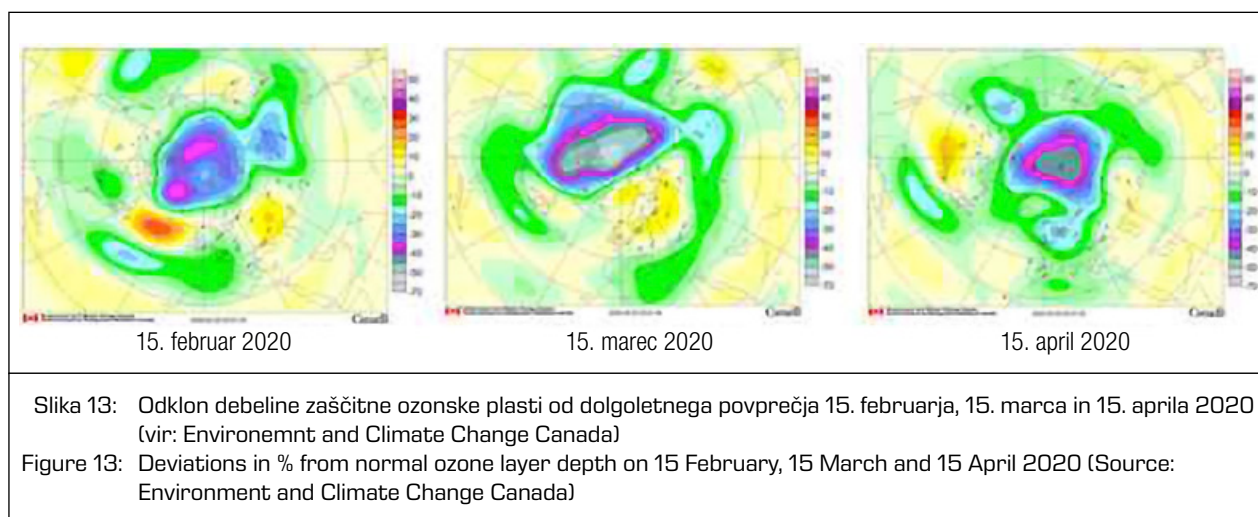 Canada
Canada
Canada
15. februar 2020
15. marec 2020
15. april 2020
Slika 13: Odklon debeline zaščitne ozonske plasti od dolgoletnega povprečja 15. februarja, 15. marca in 15. aprila 2020
(vir: Environemnt and Climate Change Canada)
Figure 13: Deviations in % from normal ozone layer depth on 15 February, 15 March and 15 April 2020 (Source:
Environment and Climate Change Canada)